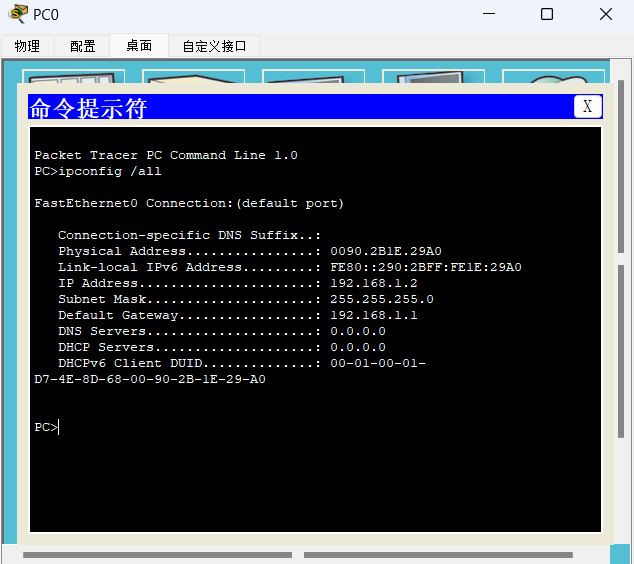 PC0
物理 配置 桌面 自定义接口
命令提示符 X
Packet Tracer PC Command Line 1.0
PC>ipconfig /all
FastEthernet0 Connection:(default port)
Connection-specific DNS Suffix..:
Physical Address................: 0090.2B1E.29A0
Link-local IPv6 Address.........: FE80::290:2BFF:FE1E:29A0
IP Address......................: 192.168.1.2
Subnet Mask.....................: 255.255.255.0
Default Gateway.................: 192.168.1.1
DNS Servers.....................: 0.0.0.0
DHCP Servers....................: 0.0.0.0
DHCPv6 Client DUID..............: 00-01-00-01-
D7-4E-8D-68-00-90-2B-1E-29-A0
PC>